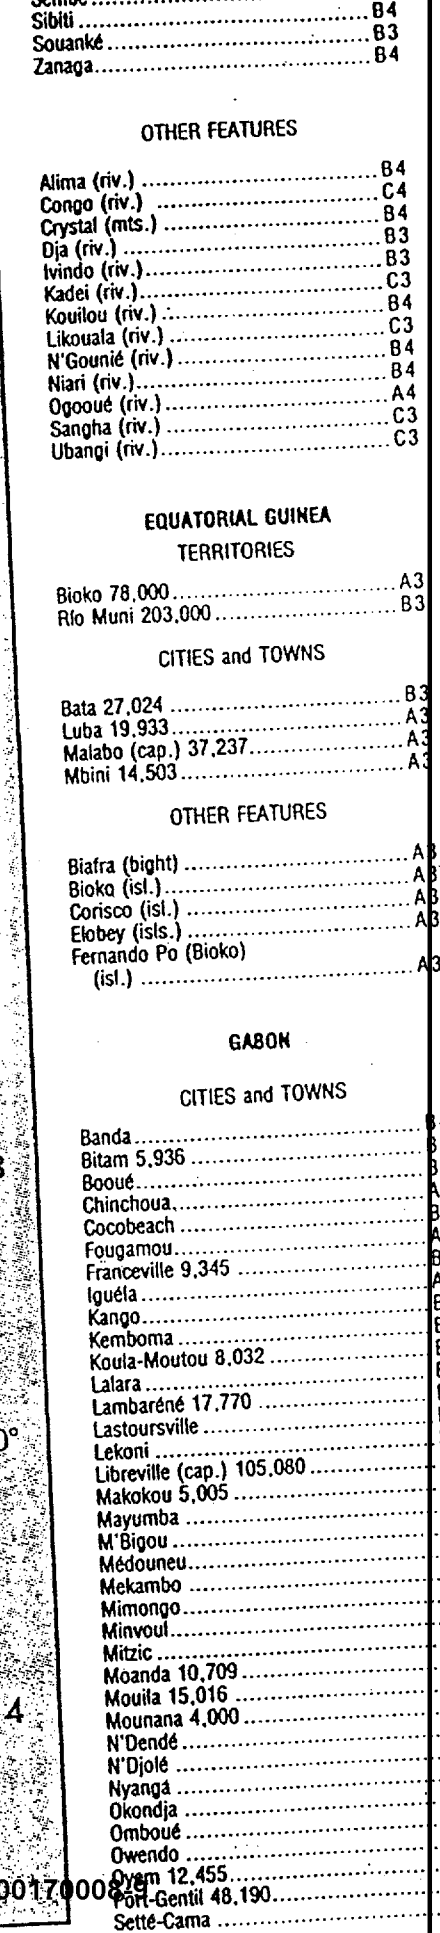 Sibiti ........ B4
Souanké ........ B3
Zanaga ........ B4
OTHER FEATURES
Alima (riv.) ........ B4
Congo (riv.) ........ C4
Crystal (mts.) ........ B4
Dja (riv.) ........ B3
Ivindo (riv.) ........ B3
Kadei (riv.) ........ C3
Kouilou (riv.) ........ B4
Likouala (riv.) ........ C3
N'Gounié (riv.) ........ B4
Niari (riv.) ........ B4
Ogooué (riv.) ........ A4
Sangha (riv.) ........ C3
Ubangi (riv.) ........ C3
EQUATORIAL GUINEA
TERRITORIES
Bioko 78,000 ........ A3
Río Muni 203,000 ........ B3
CITIES and TOWNS
Bata 27,024 ........ B3
Luba 19,933 ........ A3
Malabo (cap.) 37,237 ........ A3
Mbini 14,503 ........ A3
OTHER FEATURES
Biafra (bight) ........ A3
Bioko (isl.) ........ A3
Corisco (isl.) ........ A3
Elobey (isls.) ........ A3
Fernando Po (Bioko)
(isl.) ........ A3
GABON
CITIES and TOWNS
Banda ........ B
Bitam 5,936 ........ B
Booué ........ B
Chinchoua ........ A
Cocobeach ........ B
Fougamou ........ A
Franceville 9,345 ........ B
Iguéla ........ A
Kango ........
Kemboma ........
Koula-Moutou 8,032 ........
Lalara ........
Lambaréné 17,770 ........
Lastoursville ........
Lekoni ........
Libreville (cap.) 105,080 ........
Makokou 5,005 ........
Mayumba ........
M'Bigou ........
Médouneu ........
Mekambo ........
Mimongo ........
Minvoul ........
Mitzic ........
Moanda 10,709 ........
Mouila 15,016 ........
Mounana 4,000 ........
N'Dendé ........
N'Djolé ........
Nyanga ........
Okondja ........
Omboué ........
Owendo ........
Oyem 12,455 ........
Port-Gentil 48,190 ........
Setté-Cama ........
0°
4